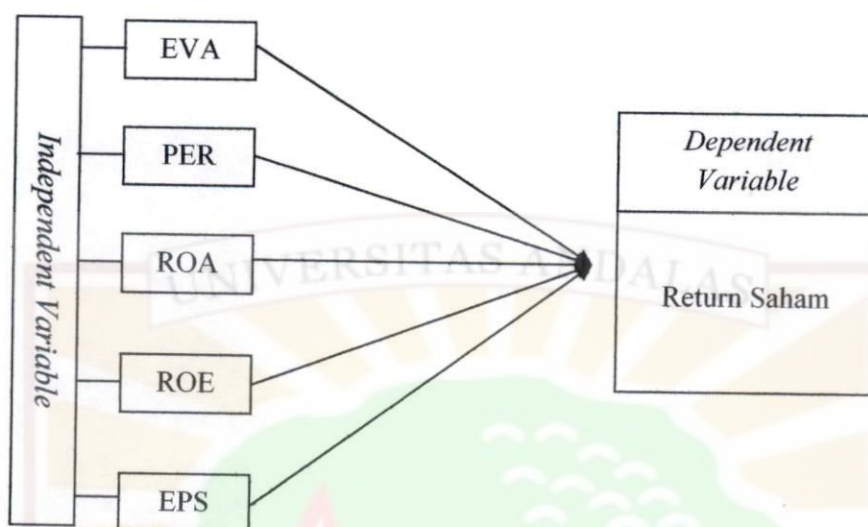 Independent Variable
EVA
PER
ROA
ROE
EPS
Dependent
Variable
Return Saham
UNIVERSITAS ANDALAS